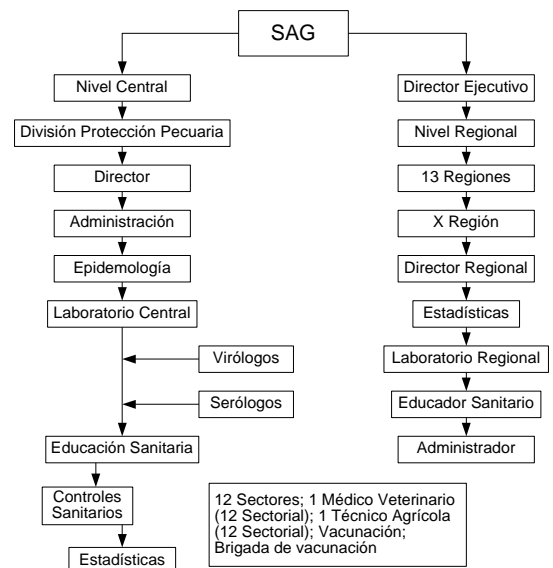 SAG
Nivel Central
División Protección Pecuaria
Director
Administración
Epidemología
Laboratorio Central
Virólogos
Serólogos
Educación Sanitaria
Controles
Sanitarios
Estadísticas
Director Ejecutivo
Nivel Regional
13 Regiones
X Región
Director Regional
Estadísticas
Laboratorio Regional
Educador Sanitario
Administrador
12 Sectores; 1 Médico Veterinario
(12 Sectorial); 1 Técnico Agrícola
(12 Sectorial); Vacunación;
Brigada de vacunación